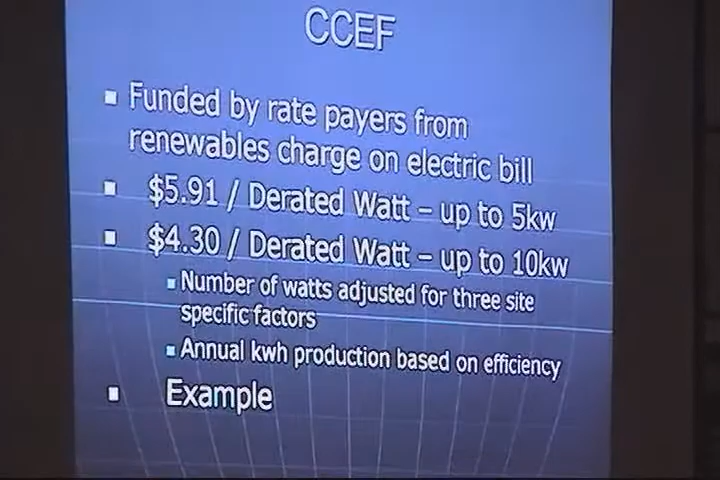 CCEF
Funded by rate payers from
renewables charge on electric bill
$5.91 / Derated Watt – up to 5kw
$4.30 / Derated Watt – up to 10kw
Number of watts adjusted for three site
specific factors
Annual kwh production based on efficiency
Example